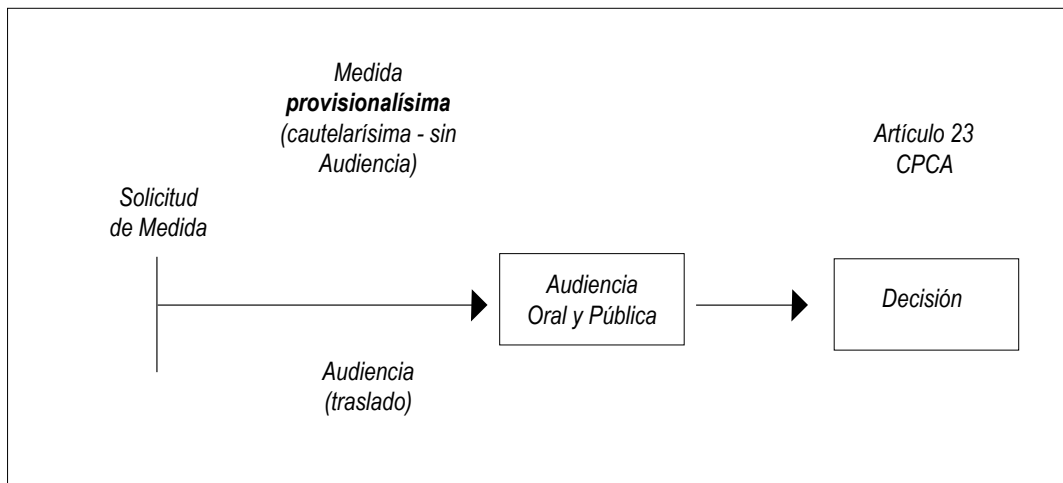 Medida
provisionalísima
(cautelarísima - sin
Audiencia)
Artículo 23
CPCA
Solicitud
de Medida
Audiencia
Oral y Pública
Decisión
Audiencia
(traslado)